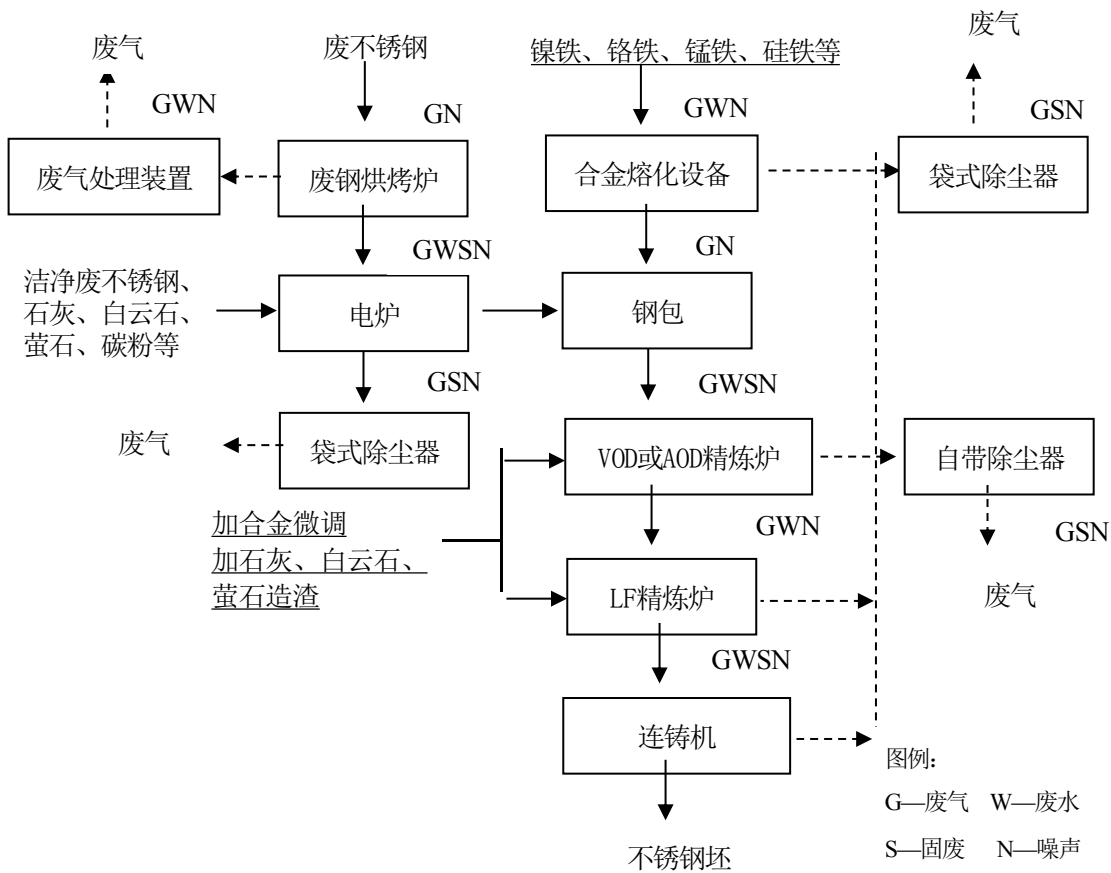 废气
废不锈钢
镍铁、铬铁、锰铁、硅铁等
废气
GWN
GN
GWN
GSN
废气处理装置
废钢烘烤炉
合金熔化设备
袋式除尘器
GWSN
GN
洁净废不锈钢、
石灰、白云石、
萤石、碳粉等
电炉
钢包
GSN
GWSN
废气
袋式除尘器
VOD或AOD精炼炉
自带除尘器
加合金微调
加石灰、白云石、
萤石造渣
GWN
GSN
LF精炼炉
废气
GWSN
连铸机
图例:
G—废气 W—废水
S—固废 N—噪声
不锈钢坯